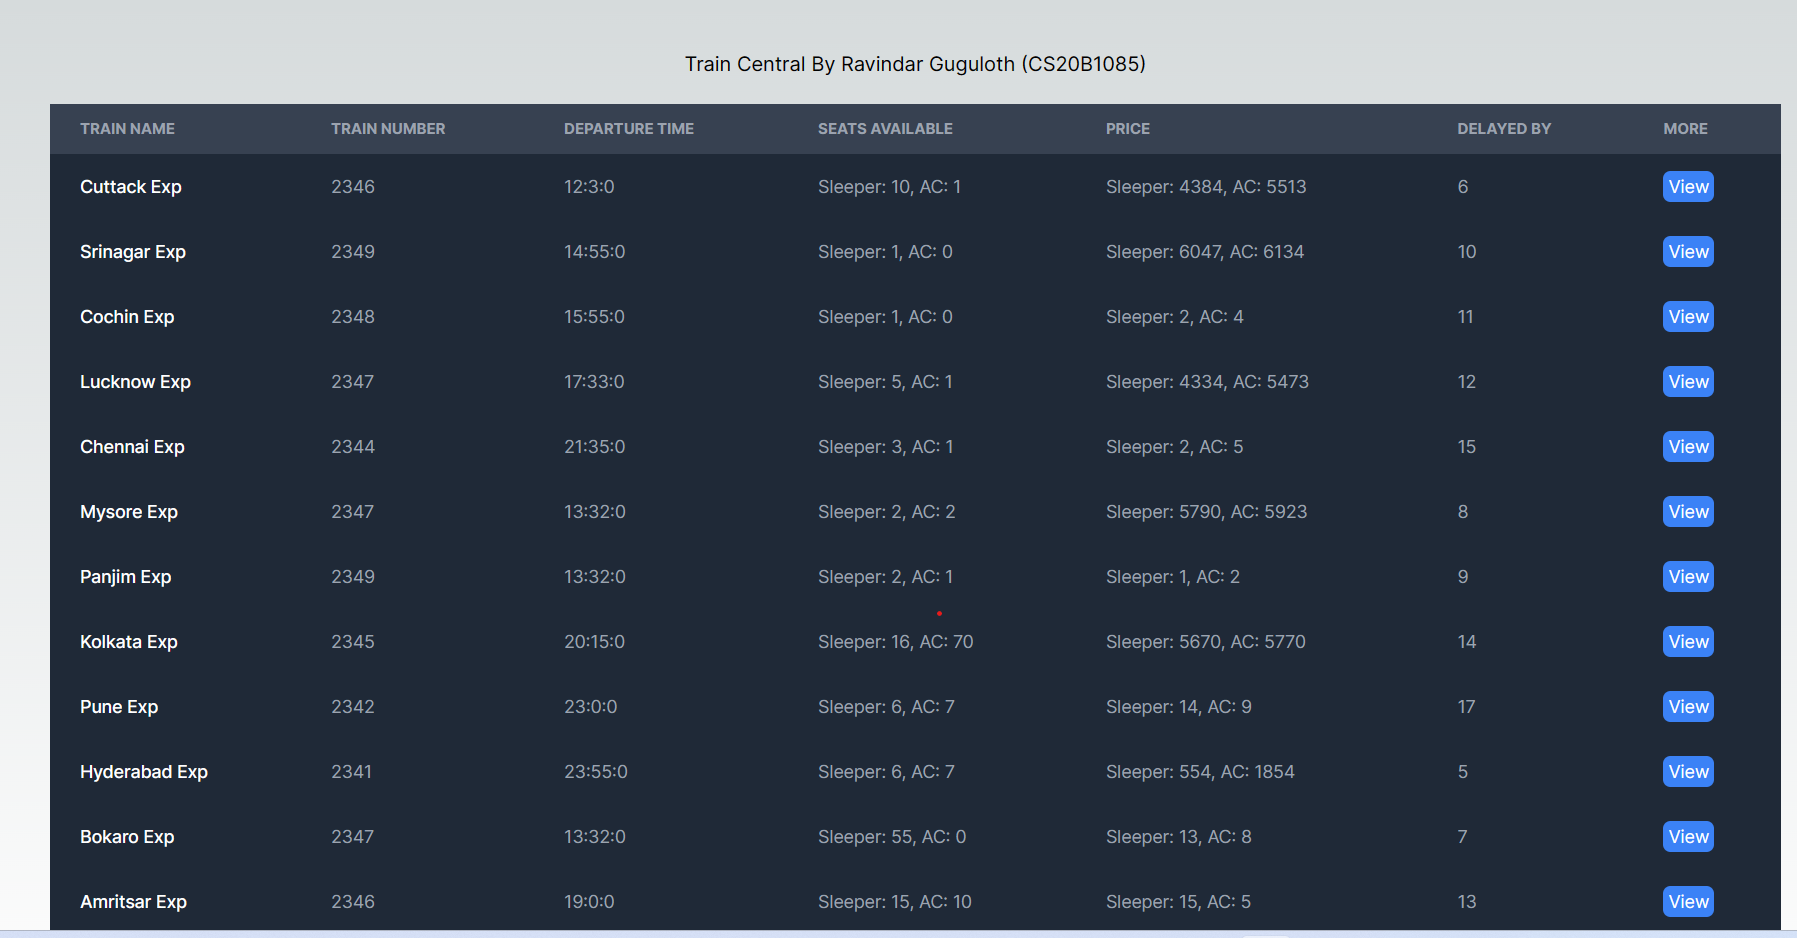 Train Central By Ravindar Guguloth (CS20B1085)
TRAIN NAME TRAIN NUMBER DEPARTURE TIME SEATS AVAILABLE PRICE DELAYED BY MORE
Cuttack Exp 2346 12:3:0 Sleeper: 10, AC: 1 Sleeper: 4384, AC: 5513 6 View
Srinagar Exp 2349 14:55:0 Sleeper: 1, AC: 0 Sleeper: 6047, AC: 6134 10 View
Cochin Exp 2348 15:55:0 Sleeper: 1, AC: 0 Sleeper: 2, AC: 4 11 View
Lucknow Exp 2347 17:33:0 Sleeper: 5, AC: 1 Sleeper: 4334, AC: 5473 12 View
Chennai Exp 2344 21:35:0 Sleeper: 3, AC: 1 Sleeper: 2, AC: 5 15 View
Mysore Exp 2347 13:32:0 Sleeper: 2, AC: 2 Sleeper: 5790, AC: 5923 8 View
Panjim Exp 2349 13:32:0 Sleeper: 2, AC: 1 Sleeper: 1, AC: 2 9 View
Kolkata Exp 2345 20:15:0 Sleeper: 16, AC: 70 Sleeper: 5670, AC: 5770 14 View
Pune Exp 2342 23:0:0 Sleeper: 6, AC: 7 Sleeper: 14, AC: 9 17 View
Hyderabad Exp 2341 23:55:0 Sleeper: 6, AC: 7 Sleeper: 554, AC: 1854 5 View
Bokaro Exp 2347 13:32:0 Sleeper: 55, AC: 0 Sleeper: 13, AC: 8 7 View
Amritsar Exp 2346 19:0:0 Sleeper: 15, AC: 10 Sleeper: 15, AC: 5 13 View